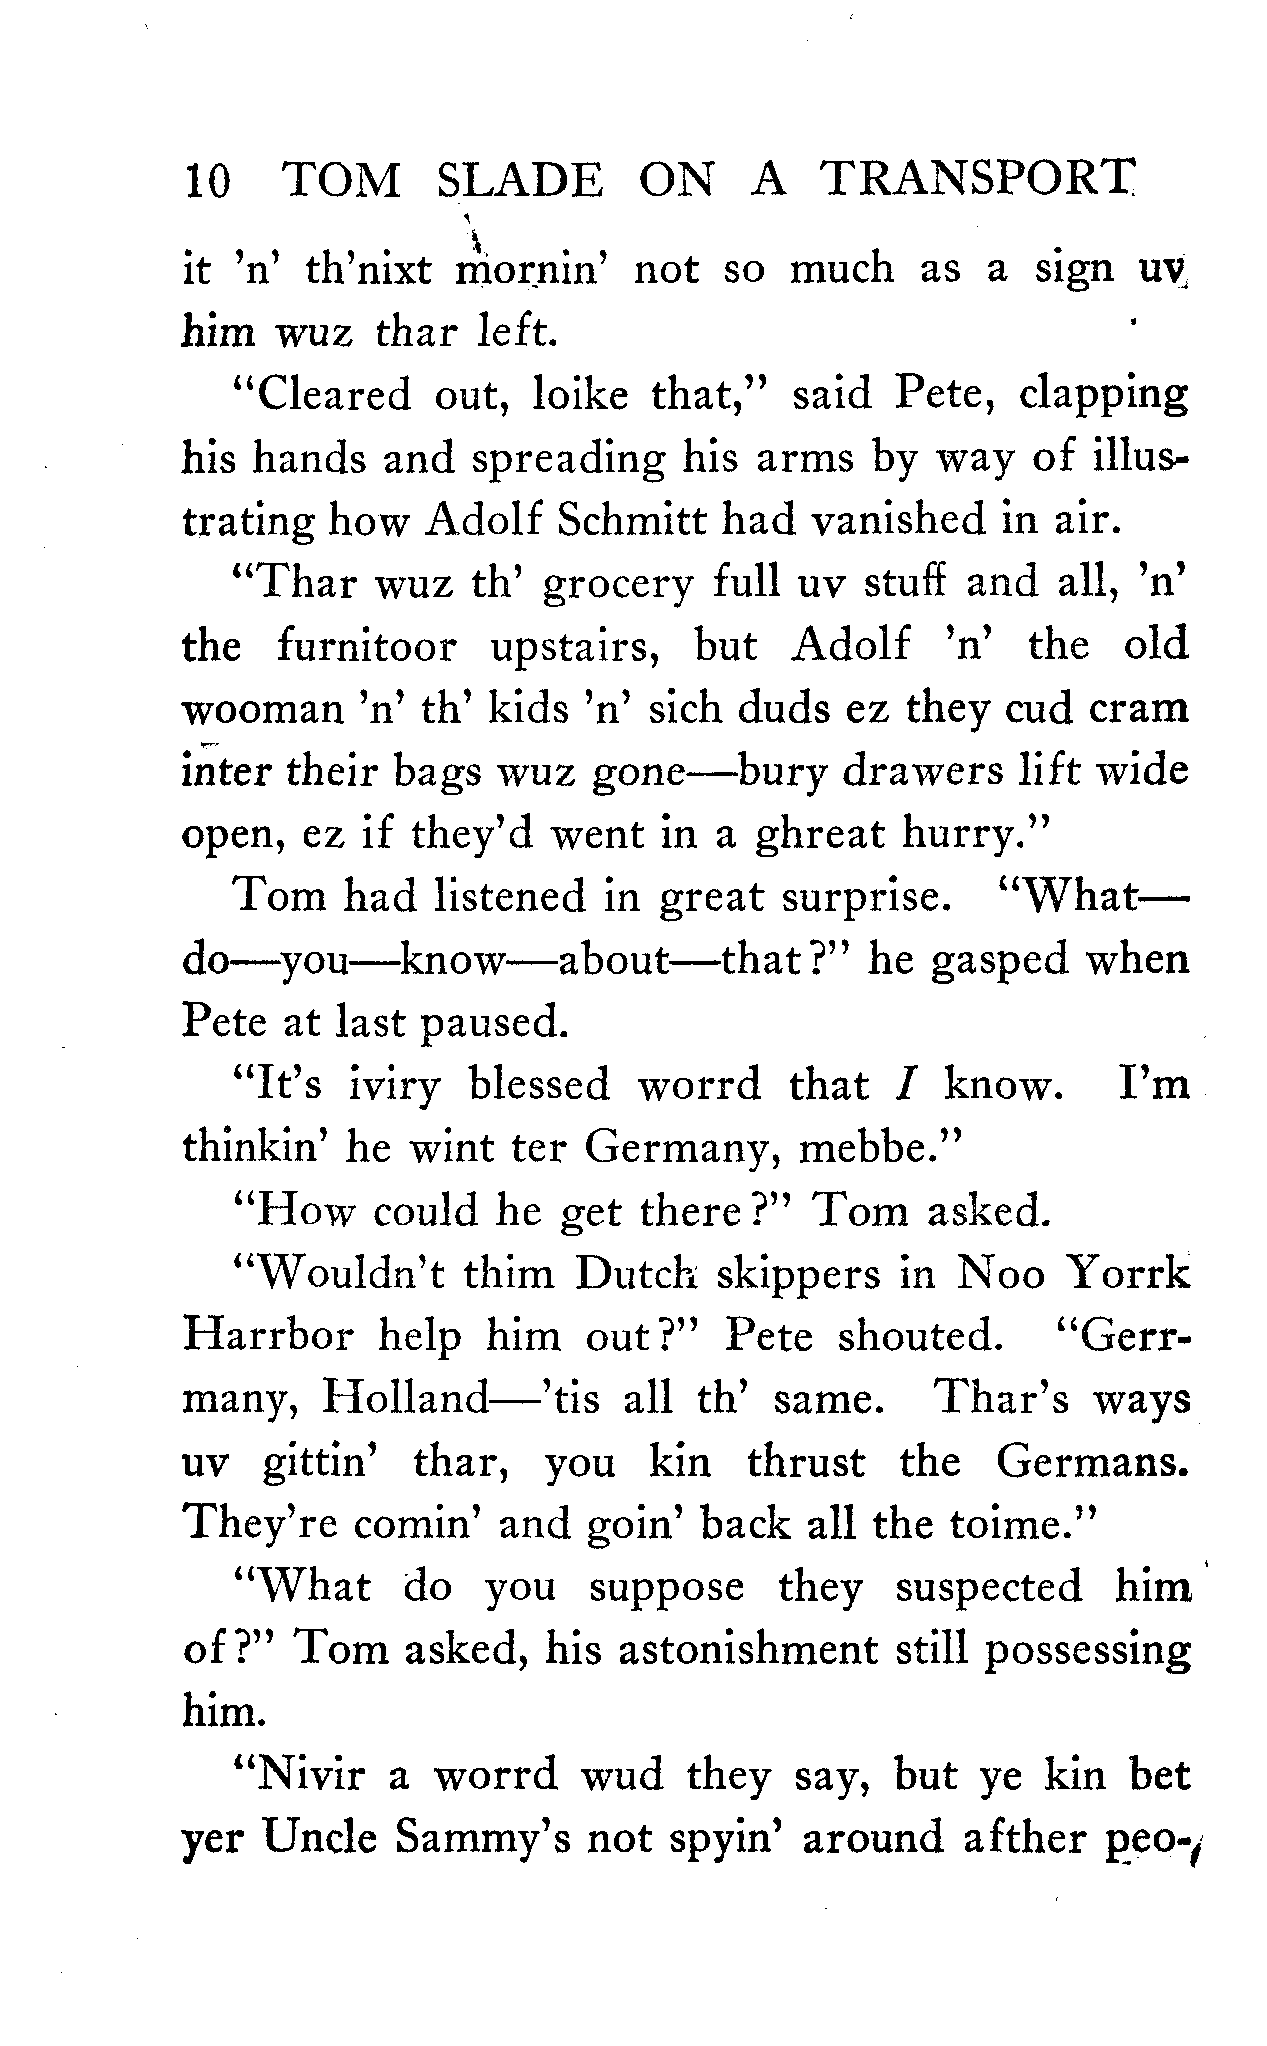 10 TOM SLADE ON A TRANSPORT
it 'n' th'nixt mornin' not so much as a sign uv
him wuz thar left.
"Cleared out, loike that," said Pete, clapping
his hands and spreading his arms by way of illus-
trating how Adolf Schmitt had vanished in air.
"Thar wuz th' grocery full uv stuff and all, 'n'
the furnitoor upstairs, but Adolf 'n' the old
wooman 'n' th' kids 'n' sich duds ez they cud cram
inter their bags wuz gone—bury drawers lift wide
open, ez if they'd went in a ghreat hurry."
Tom had listened in great surprise. "What—
do—you—know—about—that?" he gasped when
Pete at last paused.
"It's iviry blessed worrd that I know. I'm
thinkin' he wint ter Germany, mebbe."
"How could he get there?" Tom asked.
"Wouldn't thim Dutch skippers in Noo Yorrk
Harrbor help him out?" Pete shouted. "Gerr-
many, Holland—'tis all th' same. Thar's ways
uv gittin' thar, you kin thrust the Germans.
They're comin' and goin' back all the toime."
"What do you suppose they suspected him
of?" Tom asked, his astonishment still possessing
him.
"Nivir a worrd wud they say, but ye kin bet
yer Uncle Sammy's not spyin' around afther peo-